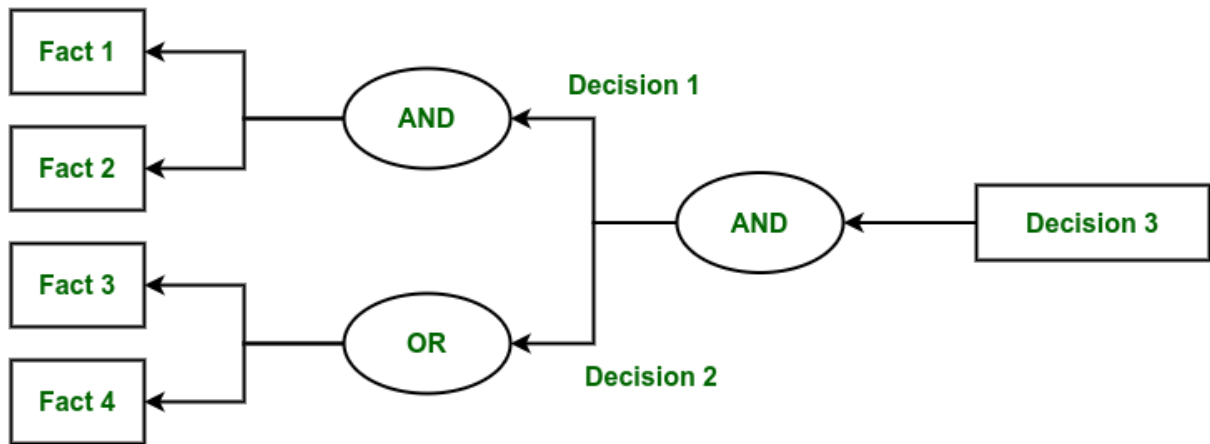 Fact 1
Fact 2
Fact 3
Fact 4
AND
OR
Decision 1
Decision 2
AND
Decision 3